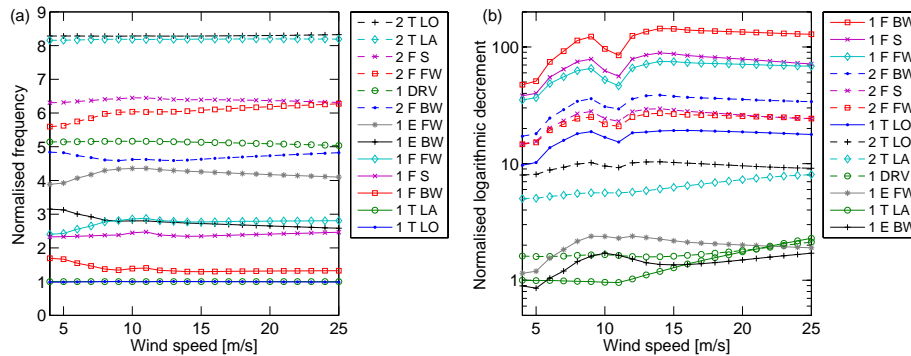 (a)
Normalised frequency
9
8
7
6
5
4
3
2
1
0
5
10
15
20
25
Wind speed [m/s]
2 T LO
2 T LA
2 F S
2 F FW
1 DRV
2 F BW
1 E FW
1 E BW
1 F FW
1 F S
1 F BW
1 T LA
1 T LO
(b)
Normalised logarithmic decrement
100
10
1
5
10
15
20
25
Wind speed [m/s]
1 F BW
1 F S
1 F FW
2 F BW
2 F S
2 F FW
1 T LO
2 T LO
2 T LA
1 DRV
1 E FW
1 T LA
1 E BW